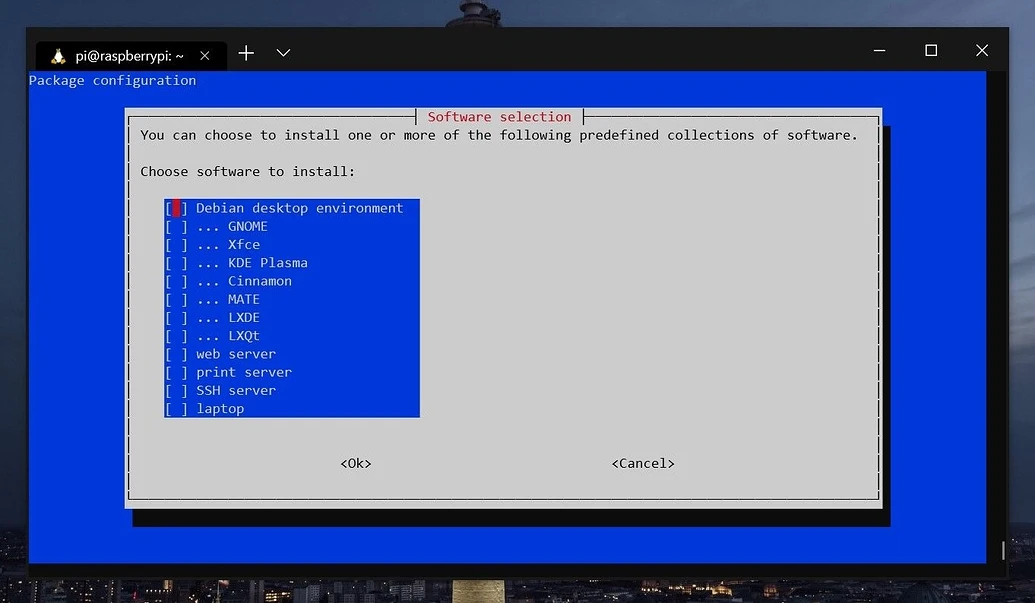 pi@raspberrypi: ~
Package configuration
Software selection
You can choose to install one or more of the following predefined collections of software.
Choose software to install:
[ ] Debian desktop environment
[ ] ... GNOME
[ ] ... Xfce
[ ] ... KDE Plasma
[ ] ... Cinnamon
[ ] ... MATE
[ ] ... LXDE
[ ] ... LXQt
[ ] web server
[ ] print server
[ ] SSH server
[ ] laptop
<Ok> <Cancel>